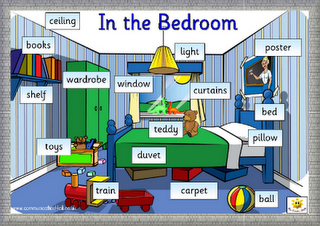 ceiling
In the Bedroom
books
light
poster
wardrobe
window
curtains
shelf
bed
teddy
pillow
toys
duvet
train
carpet
ball